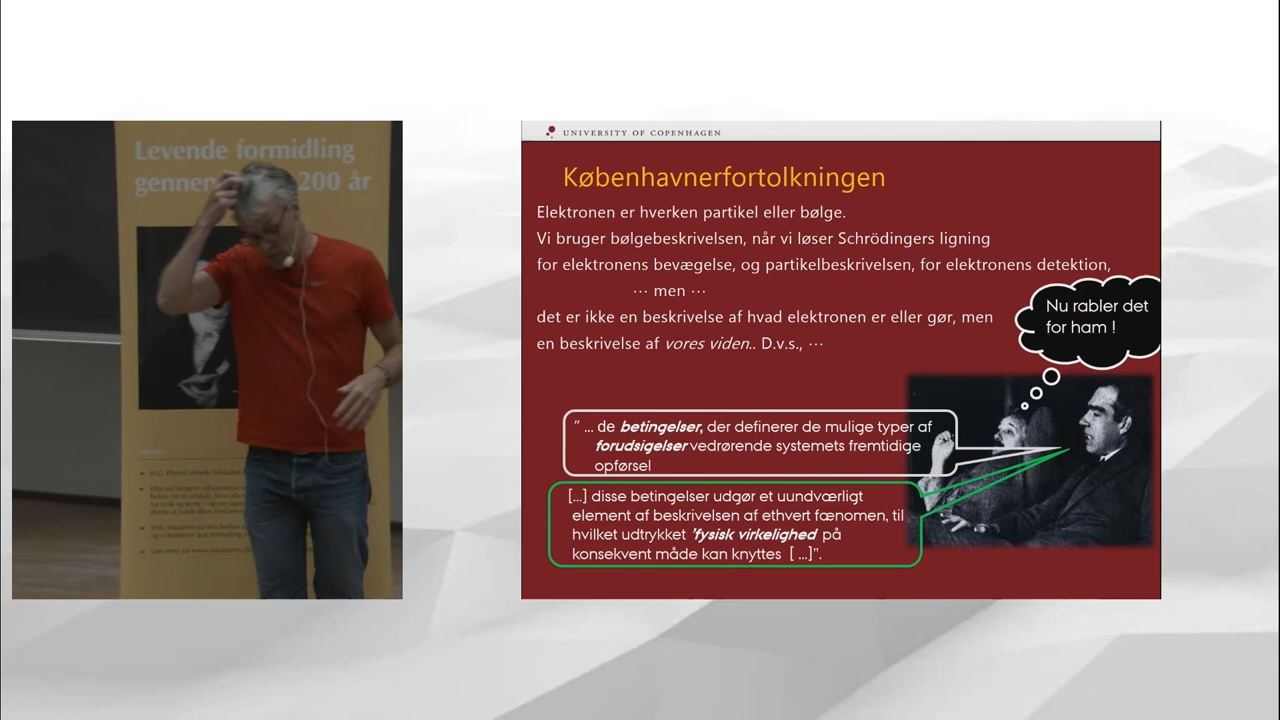 Levende formidling
200 år
UNIVERSITY OF COPENHAGEN
Københavnerfortolkningen
Elektronen er hverken partikel eller bølge.
Vi bruger bølgebeskrivelsen, når vi løser Schrödingers ligning
for elektronens bevægelse, og partikelbeskrivelsen, for elektronens detektion,
··· men ···
det er ikke en beskrivelse af hvad elektronen er eller gør, men
en beskrivelse af vores viden.. D.v.s., ···
Nu rabler det
for ham !
" ... de betingelser, der definerer de mulige typer af
forudsigelser vedrørende systemets fremtidige
opførsel
[...] disse betingelser udgør et uundværligt
element af beskrivelsen af ethvert fænomen, til
hvilket udtrykket 'fysisk virkelighed på
konsekvent måde kan knyttes [ ...]".